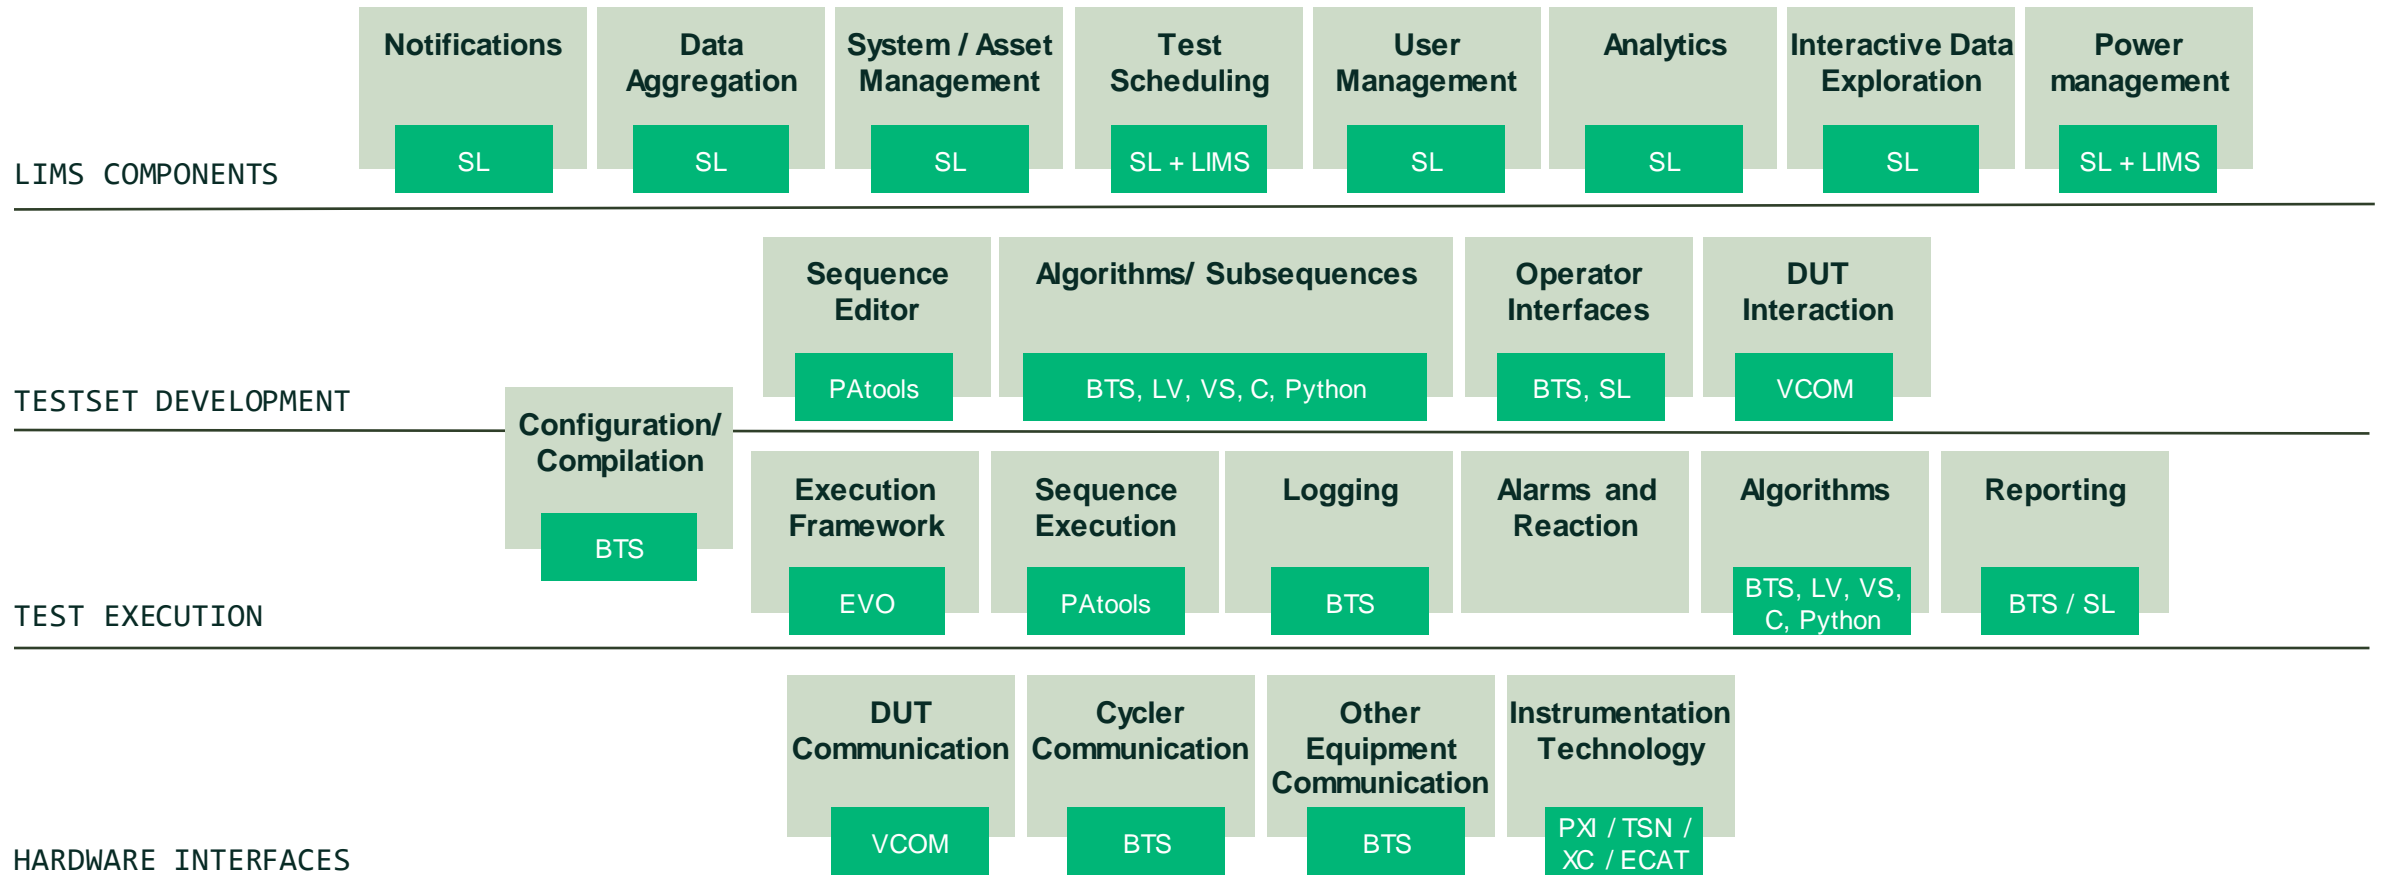 Notifications
SL
Data
Aggregation
SL
System / Asset
Management
SL
Test
Scheduling
SL + LIMS
User
Management
SL
Analytics
SL
Interactive Data
Exploration
SL
Power
management
SL + LIMS
LIMS COMPONENTS
Sequence
Editor
PAtools
Algorithms/ Subsequences
BTS, LV, VS, C, Python
Operator
Interfaces
BTS, SL
DUT
Interaction
VCOM
TESTSET DEVELOPMENT
Configuration/
Compilation
BTS
Execution
Framework
EVO
Sequence
Execution
PAtools
Logging
BTS
Alarms and
Reaction
Algorithms
BTS, LV, VS,
C, Python
Reporting
BTS / SL
TEST EXECUTION
DUT
Communication
VCOM
Cycler
Communication
BTS
Other
Equipment
Communication
BTS
Instrumentation
Technology
PXI / TSN /
XC / ECAT
HARDWARE INTERFACES